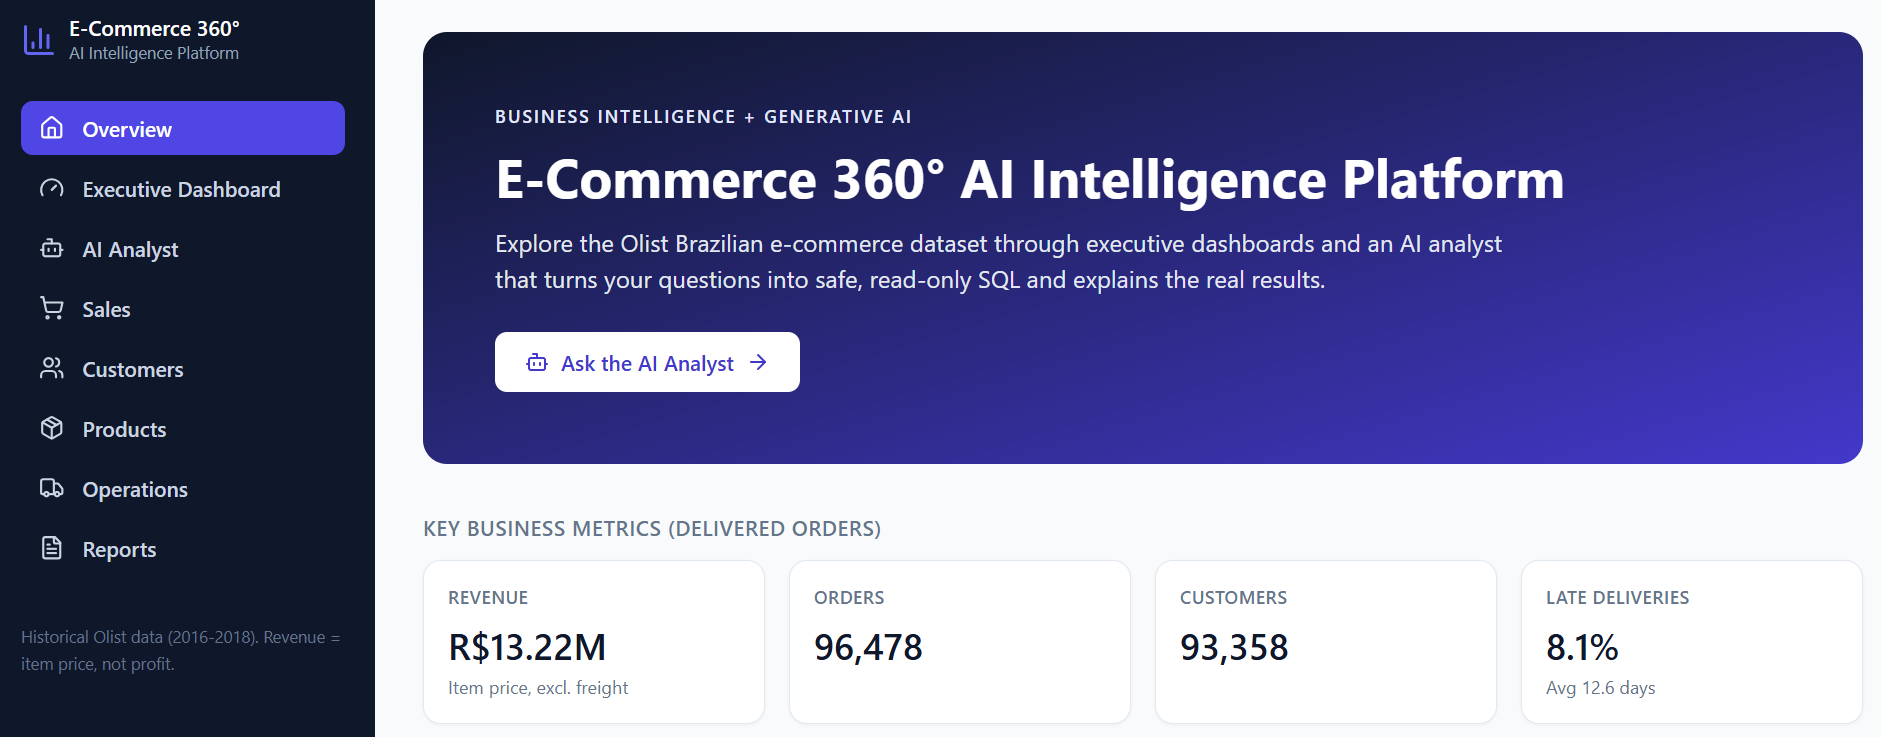 E-Commerce 360°
AI Intelligence Platform
Overview
Executive Dashboard
AI Analyst
Sales
Customers
Products
Operations
Reports
Historical Olist data (2016-2018). Revenue =
item price, not profit.
BUSINESS INTELLIGENCE + GENERATIVE AI
E-Commerce 360° AI Intelligence Platform
Explore the Olist Brazilian e-commerce dataset through executive dashboards and an AI analyst
that turns your questions into safe, read-only SQL and explains the real results.
Ask the AI Analyst →
KEY BUSINESS METRICS (DELIVERED ORDERS)
REVENUE
R$13.22M
Item price, excl. freight
ORDERS
96,478
CUSTOMERS
93,358
LATE DELIVERIES
8.1%
Avg 12.6 days